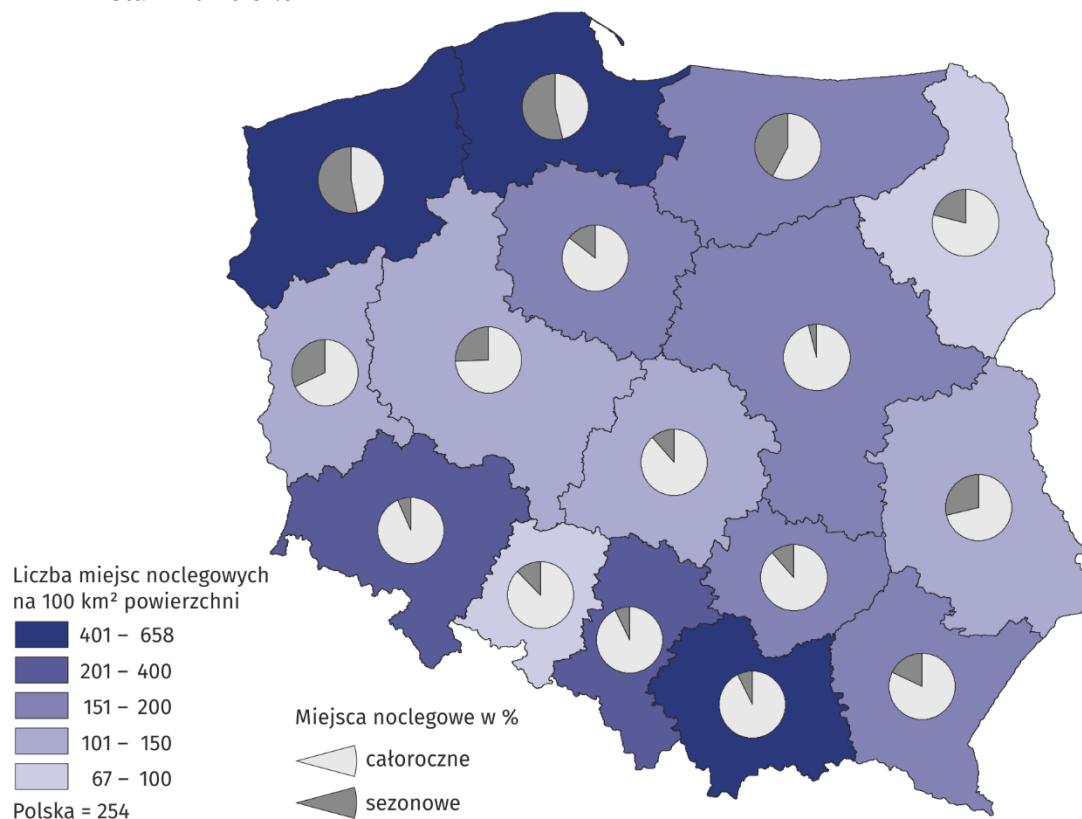 Liczba miejsc noclegowych
na 100 km² powierzchni
401 – 658
201 – 400
151 – 200
101 – 150
67 – 100
Polska = 254
Miejsca noclegowe w %
całoroczne
sezonowe